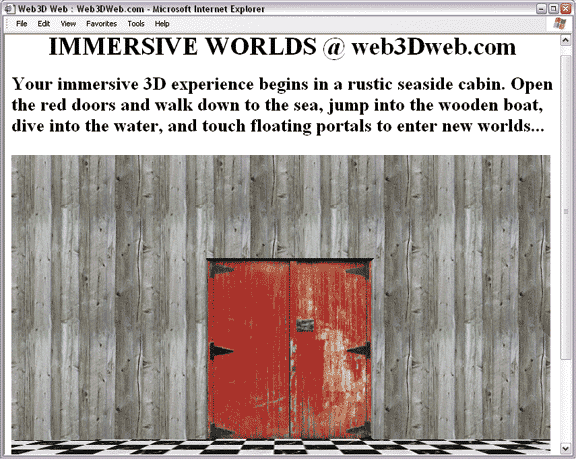 Web3D Web : Web3DWeb.com - Microsoft Internet Explorer
File Edit View Favorites Tools Help
IMMERSIVE WORLDS @ web3Dweb.com
Your immersive 3D experience begins in a rustic seaside cabin. Open
the red doors and walk down to the sea, jump into the wooden boat,
dive into the water, and touch floating portals to enter new worlds...